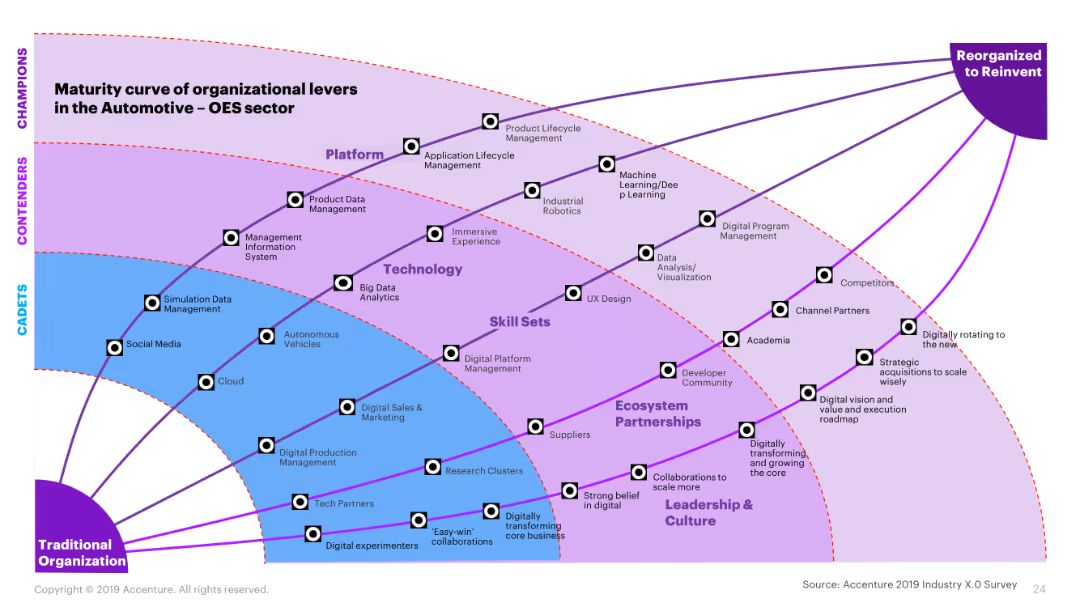 CHAMPIONS
CONTENDERS
CADETS
Maturity curve of organizational levers
in the Automotive – OES sector
Reorganized
to Reinvent
Platform
Product Lifecycle
Management
Application Lifecycle
Management
Product Data
Management
Management
Information
System
Simulation Data
Management
Social Media
Machine
Learning/Dee
p Learning
Industrial
Robotics
Immersive
Experience
Technology
Big Data
Analytics
Autonomous
Vehicles
Cloud
Digital Program
Management
Data
Analysis/
Visualization
UX Design
Skill Sets
Digital Platform
Management
Digital Sales &
Marketing
Digital Production
Management
Competitors
Channel Partners
Academia
Developer
Community
Ecosystem
Partnerships
Suppliers
Research Clusters
Tech Partners
Digitally rotating to
the new
Strategic
acquisitions to scale
wisely
Digital vision and
value and execution
roadmap
Digitally
transforming
and growing
the core
Collaborations to
scale more
Strong belief
in digital
Leadership &
Culture
Digitally
transforming
core business
'Easy-win'
collaborations
Digital experimenters
Traditional
Organization
Copyright © 2019 Accenture. All rights reserved.
Source: Accenture 2019 Industry X.0 Survey
24